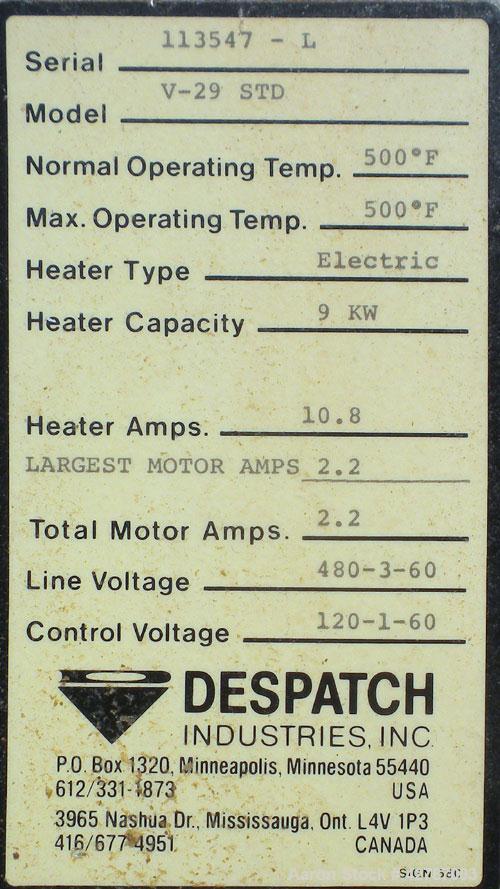 Serial 113547 - L
Model V-29 STD
Normal Operating Temp. 500°F
Max. Operating Temp. 500°F
Heater Type Electric
Heater Capacity 9 KW
Heater Amps. 10.8
LARGEST MOTOR AMPS 2.2
Total Motor Amps. 2.2
Line Voltage 480-3-60
Control Voltage 120-1-60
DESPATCH
INDUSTRIES, INC.
P.O. Box 1320, Minneapolis, Minnesota 55440
612/331-1873 USA
3965 Nashua Dr., Mississauga, Ont. L4V 1P3
416/677-4951 CANADA
Aaron Stock